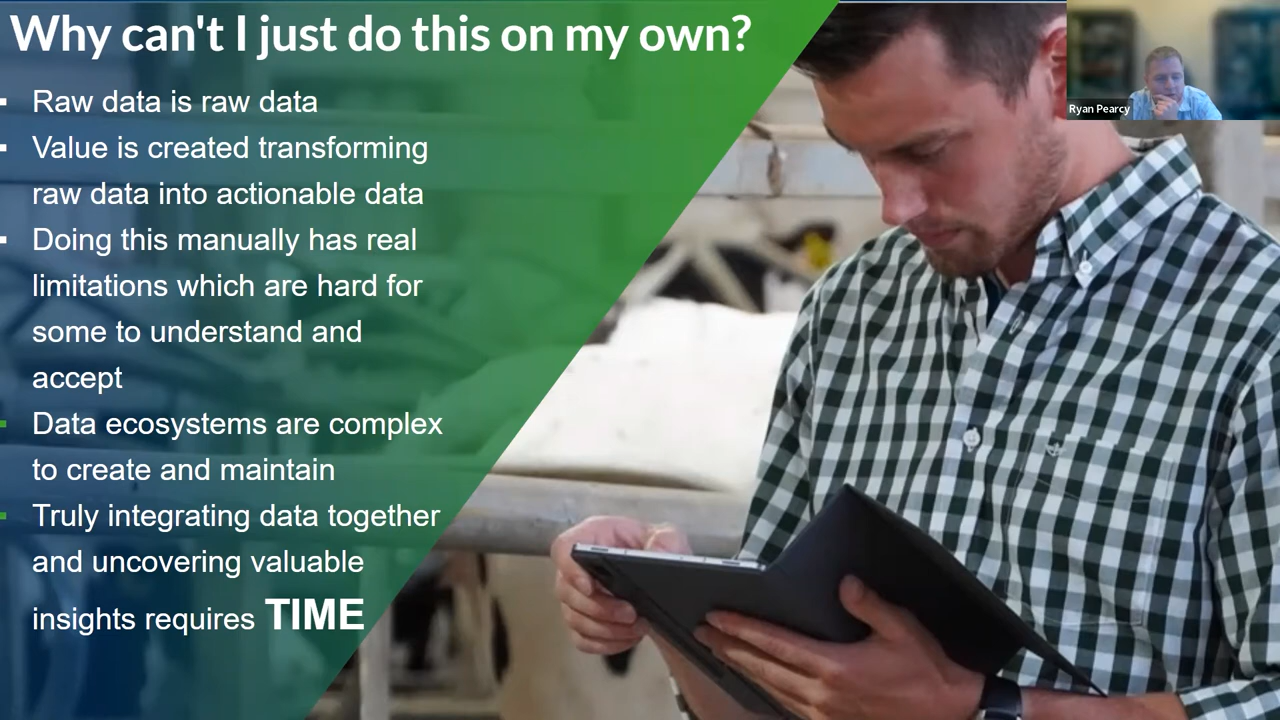 Why can't I just do this on my own?
Raw data is raw data
Value is created transforming
raw data into actionable data
Doing this manually has real
limitations which are hard for
some to understand and
accept
Data ecosystems are complex
to create and maintain
Truly integrating data together
and uncovering valuable
insights requires TIME
Ryan Pearcy